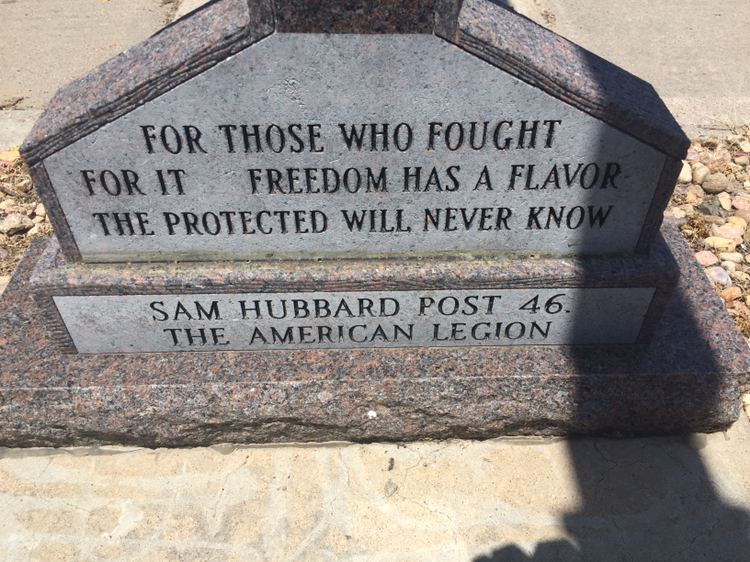 FOR THOSE WHO FOUGHT
FOR IT FREEDOM HAS A FLAVOR
THE PROTECTED WILL NEVER KNOW
SAM HUBBARD POST 46.
THE AMERICAN LEGION